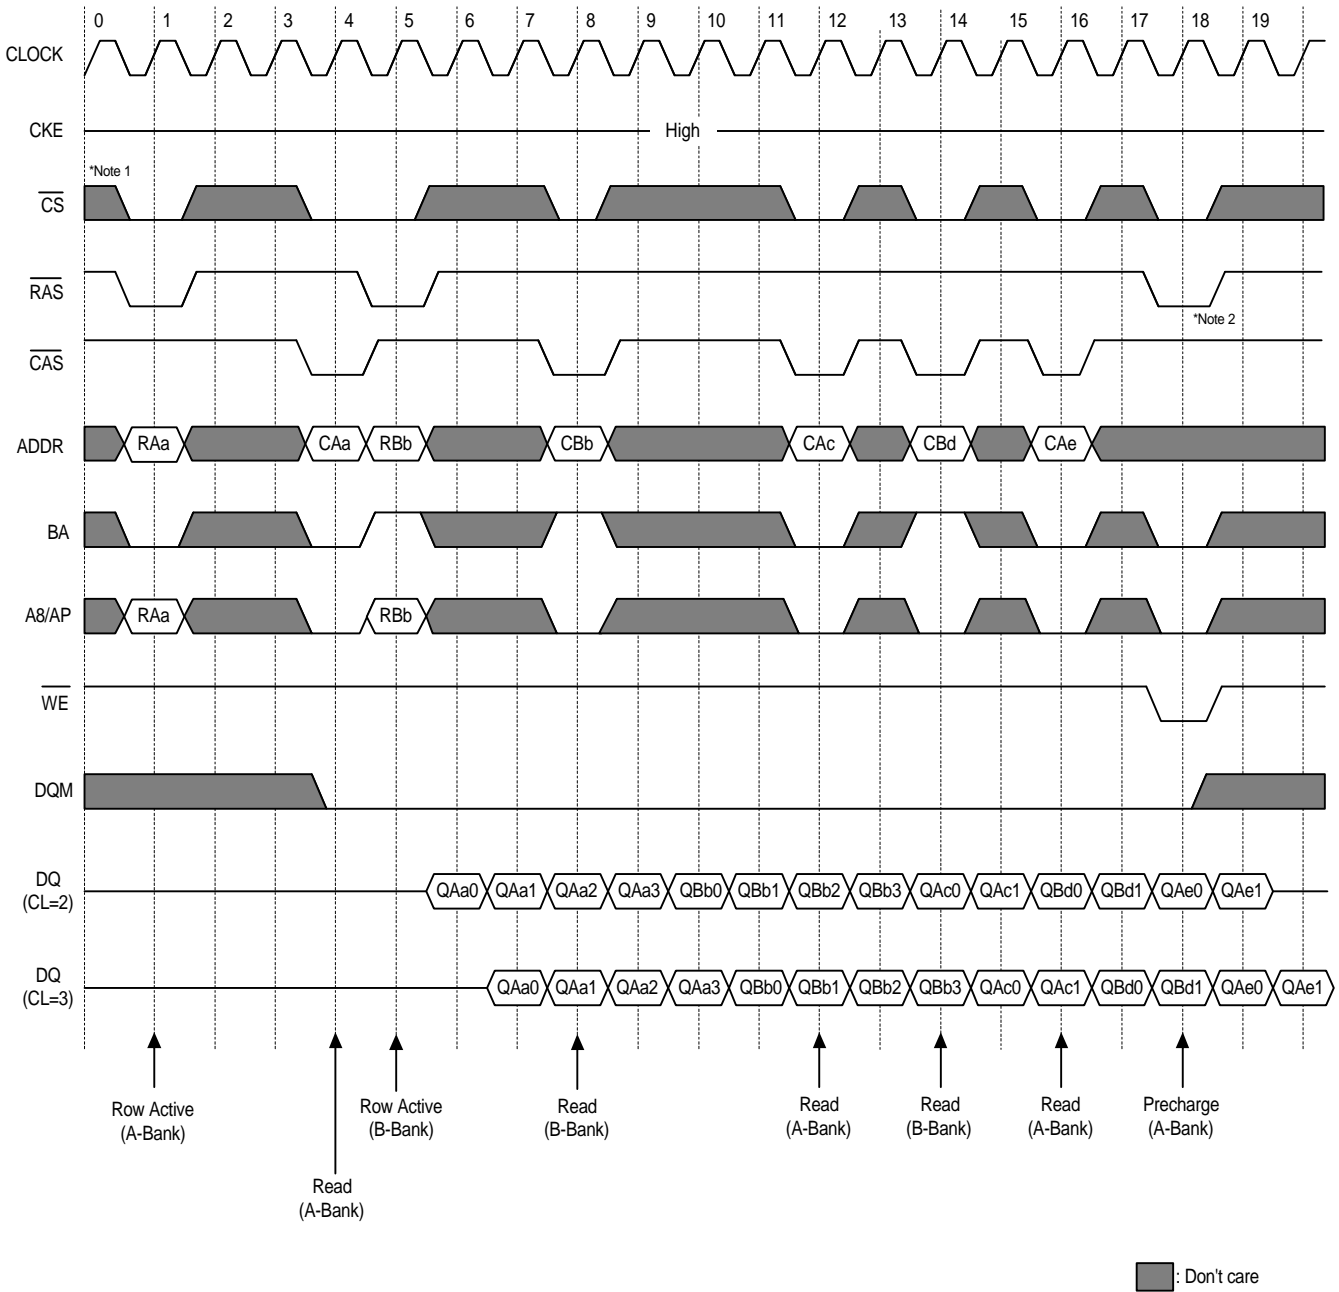 0 1 2 3 4 5 6 7 8 9 10 11 12 13 14 15 16 17 18 19
CLOCK
CKE High
*Note 1
CS
RAS
*Note 2
CAS
ADDR RAa CAa RBb CBb CAc CBd CAe
BA
A8/AP RAa RBb
WE
DQM
DQ
(CL=2) QAa0 QAa1 QAa2 QAa3 QBb0 QBb1 QBb2 QBb3 QAc0 QAc1 QBd0 QBd1 QAe0 QAe1
DQ
(CL=3) QAa0 QAa1 QAa2 QAa3 QBb0 QBb1 QBb2 QBb3 QAc0 QAc1 QBd0 QBd1 QAe0 QAe1
Row Active
(A-Bank)
Read
(A-Bank)
Row Active
(B-Bank)
Read
(B-Bank)
Read
(A-Bank)
Read
(B-Bank)
Read
(A-Bank)
Precharge
(A-Bank)
: Don't care